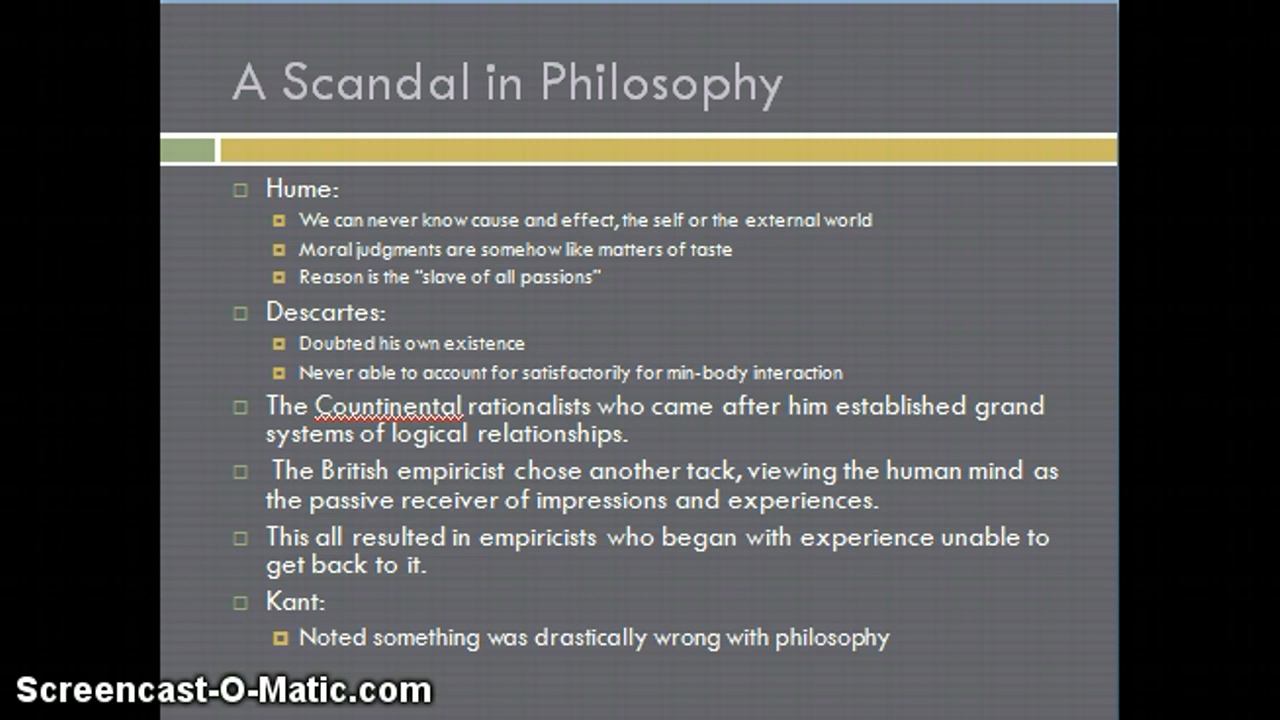 A Scandal in Philosophy
Hume:
We can never know cause and effect, the self or the external world
Moral judgments are somehow like matters of taste
Reason is the "slave of all passions"
Descartes:
Doubted his own existence
Never able to account for satisfactorily for min-body interaction
The Countinental rationalists who came after him established grand
systems of logical relationships.
The British empiricist chose another tack, viewing the human mind as
the passive receiver of impressions and experiences.
This all resulted in empiricists who began with experience unable to
get back to it.
Kant:
Noted something was drastically wrong with philosophy
Screencast-O-Matic.com